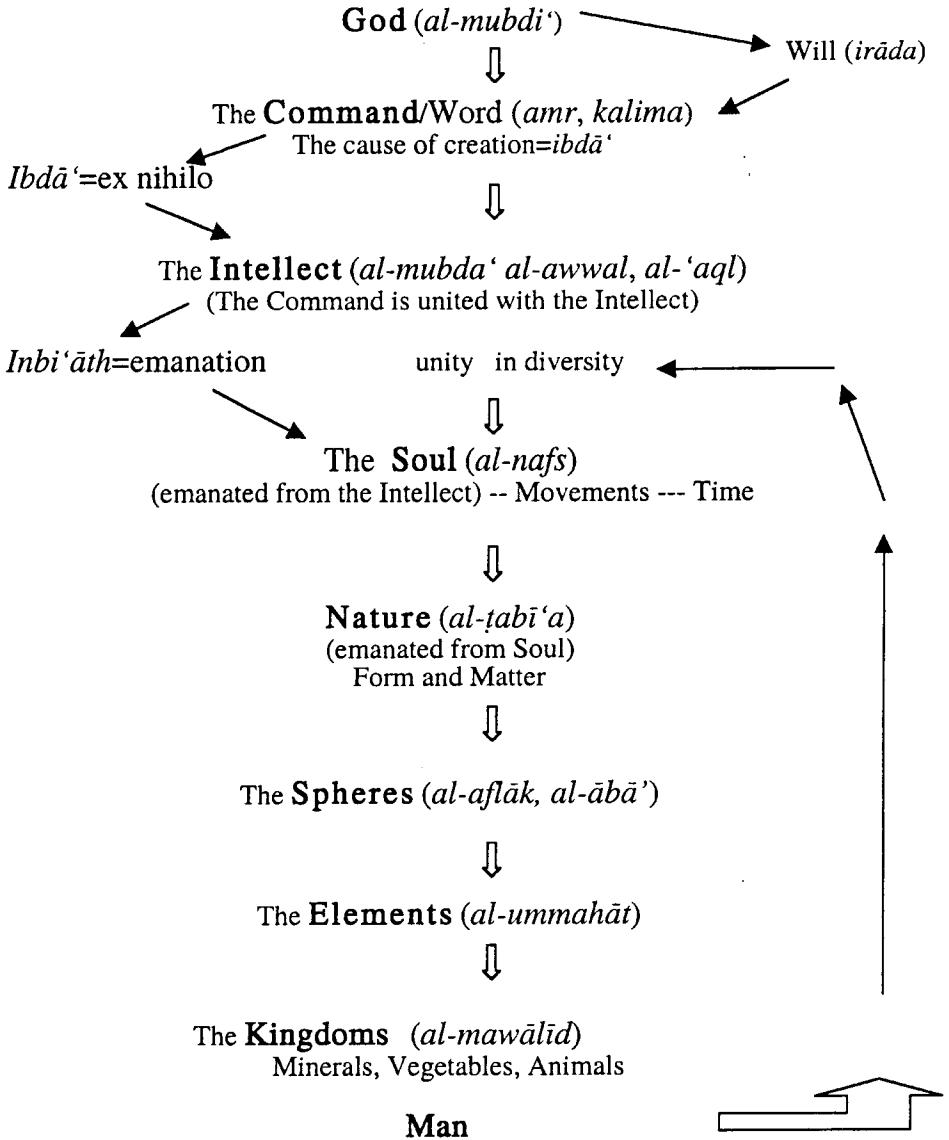 God (al-mubdi‘)
Will (irāda)
The Command/Word (amr, kalima)
The cause of creation=ibdā‘
Ibdā‘=ex nihilo
The Intellect (al-mubda‘ al-awwal, al-‘aql)
(The Command is united with the Intellect)
Inbi‘āth=emanation
unity in diversity
The Soul (al-nafs)
(emanated from the Intellect) -- Movements --- Time
Nature (al-ṭabī‘a)
(emanated from Soul)
Form and Matter
The Spheres (al-aflāk, al-ābā’)
The Elements (al-ummahāt)
The Kingdoms (al-mawālīd)
Minerals, Vegetables, Animals
Man